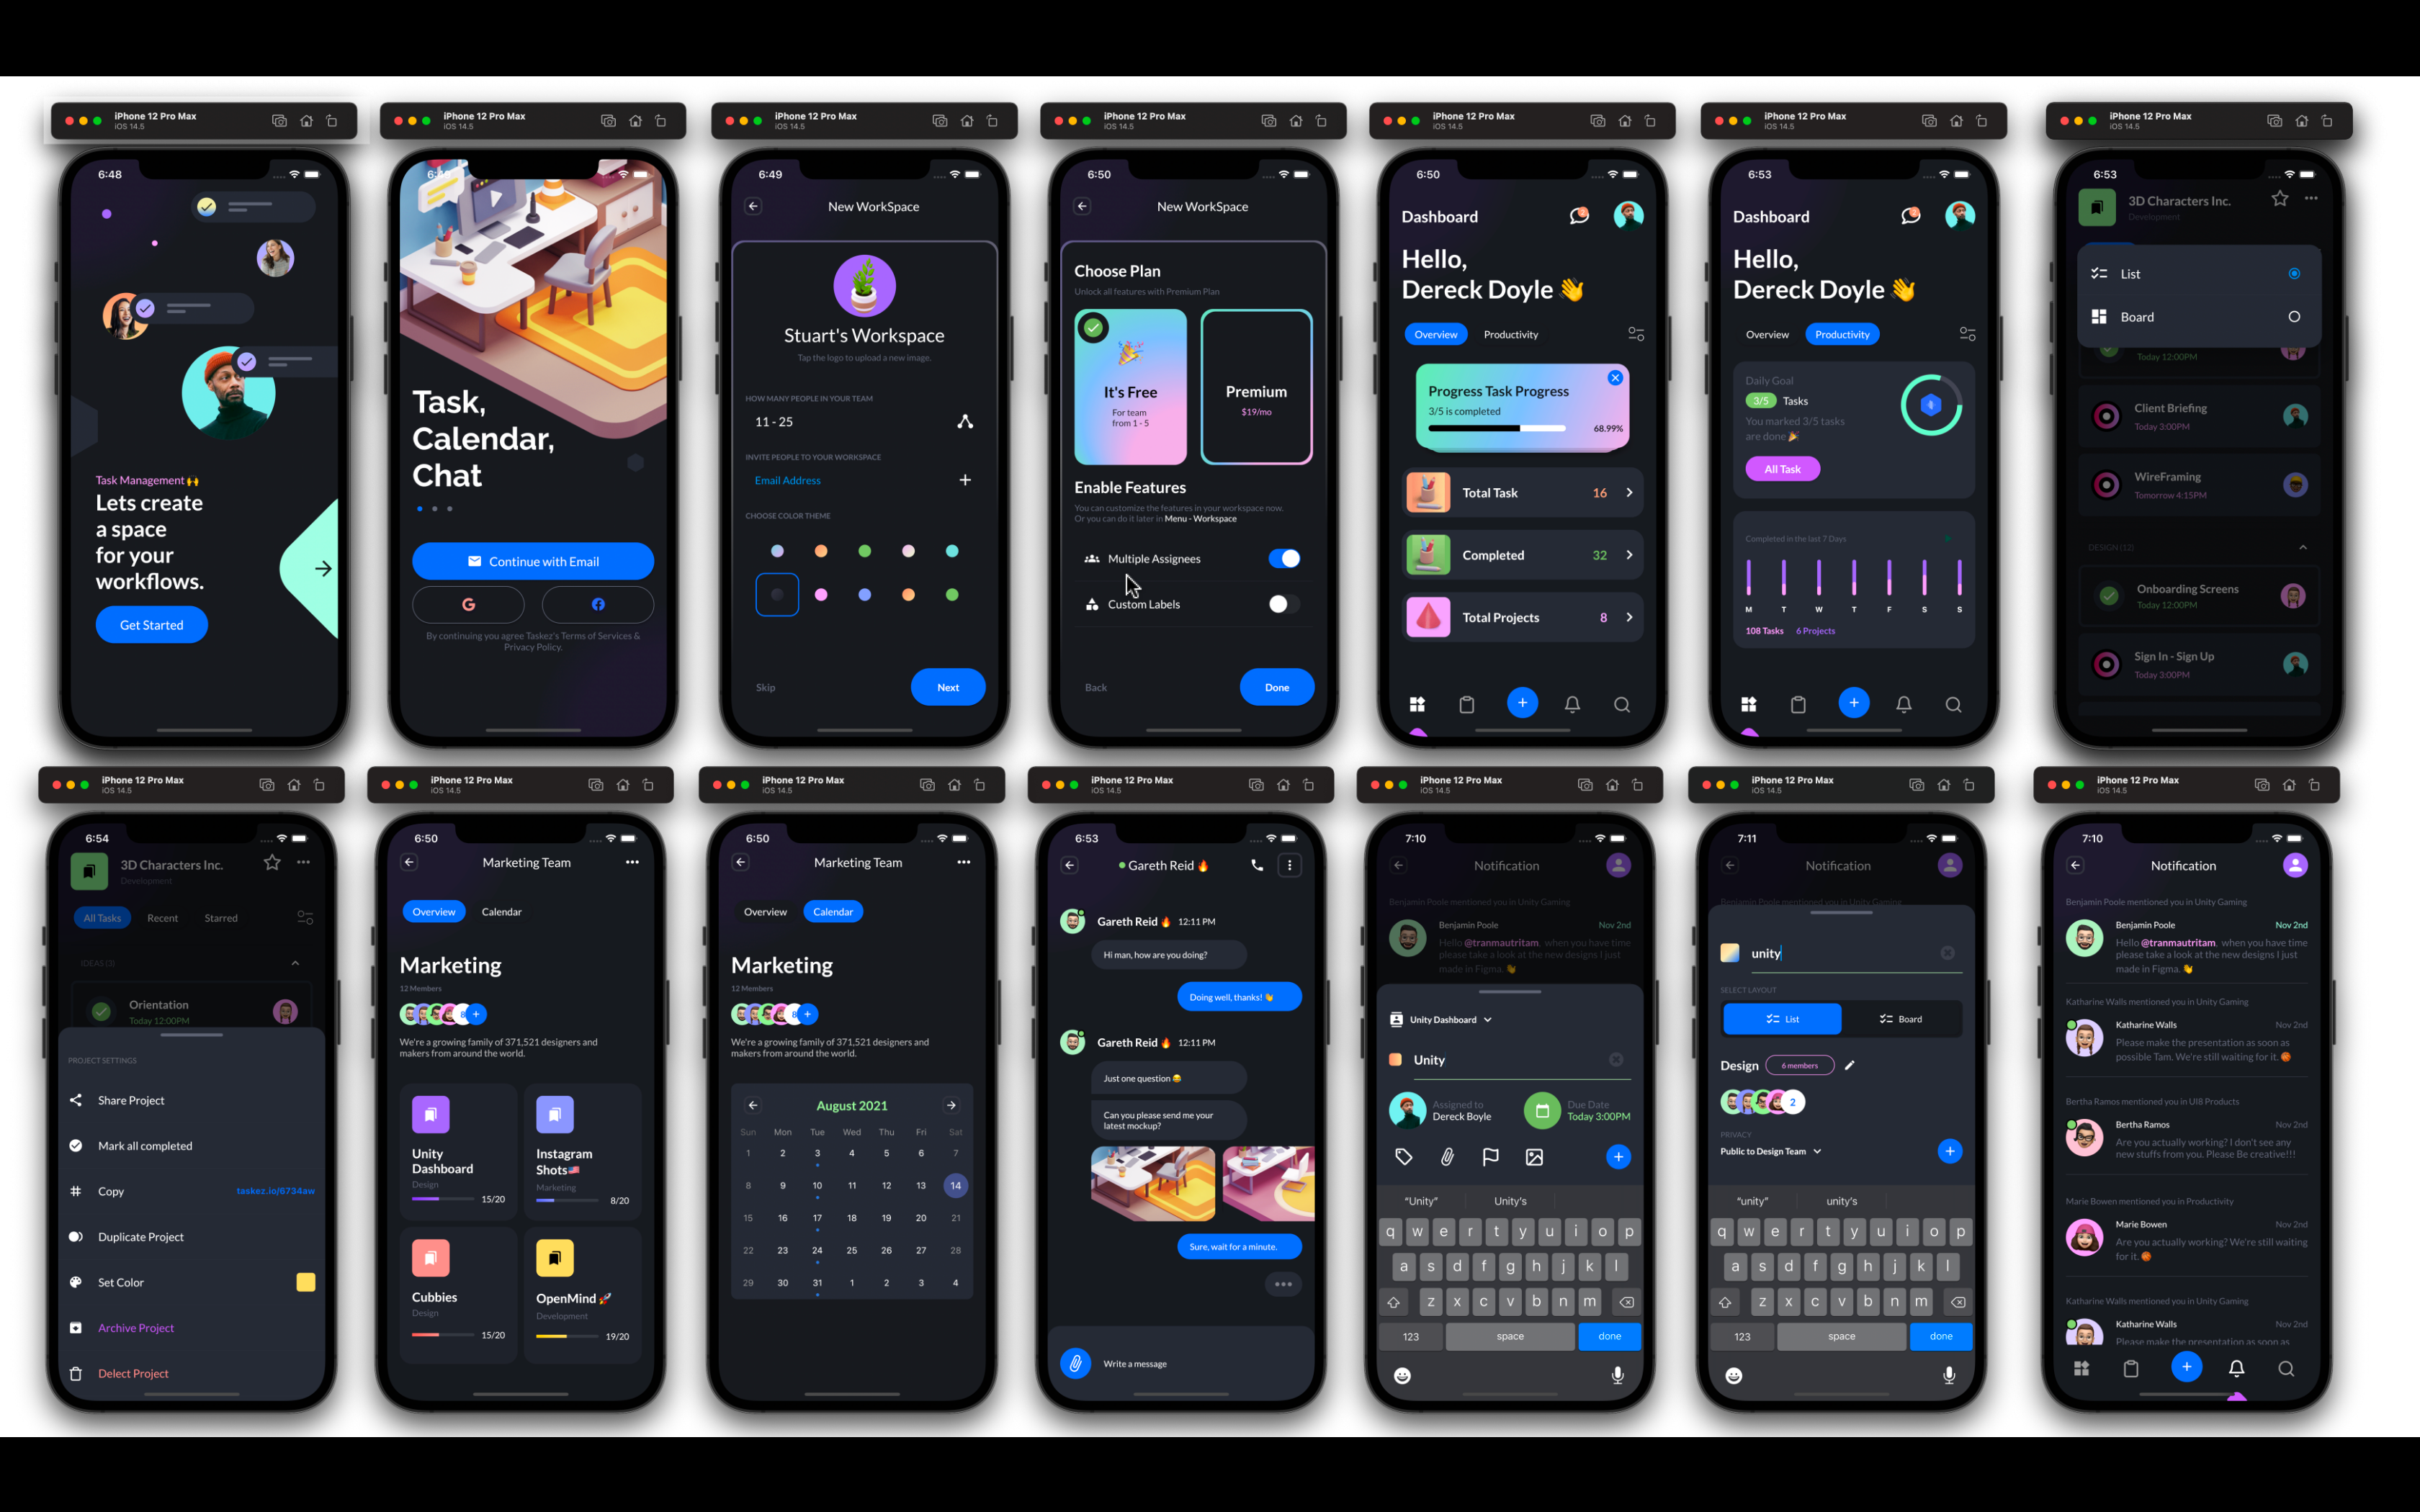 iPhone 12 Pro Max
iOS 14.5
6:48
Task Management 🙌
Lets create
a space
for your
workflows.
Get Started
iPhone 12 Pro Max
iOS 14.5
Task,
Calendar,
Chat
Continue with Email
By continuing you agree Taskez's Terms of Services &
Privacy Policy.
iPhone 12 Pro Max
iOS 14.5
6:49
New WorkSpace
Stuart's Workspace
Tap the logo to upload a new image.
HOW MANY PEOPLE IN YOUR TEAM
11 - 25
INVITE PEOPLE TO YOUR WORKSPACE
Email Address
CHOOSE COLOR THEME
Skip
Next
iPhone 12 Pro Max
iOS 14.5
6:50
New WorkSpace
Choose Plan
Unlock all features with Premium Plan
It's Free
For team
from 1 - 5
Premium
$19/mo
Enable Features
You can customize the features in your workspace now.
Or you can do it later in Menu - Workspace
Multiple Assignees
Custom Labels
Back
Done
iPhone 12 Pro Max
iOS 14.5
6:50
Dashboard
Hello,
Dereck Doyle 👋
Overview
Productivity
Progress Task Progress
3/5 is completed
68.99%
Total Task
16
Completed
32
Total Projects
8
iPhone 12 Pro Max
iOS 14.5
6:53
Dashboard
Hello,
Dereck Doyle 👋
Overview
Productivity
Daily Goal
3/5 Tasks
You marked 3/5 tasks
are done 🎉
All Task
Completed in the last 7 Days
M T W T F S S
108 Tasks 6 Projects
iPhone 12 Pro Max
iOS 14.5
6:53
3D Characters Inc.
Development
List
Board
Today 12:00PM
Client Briefing
Today 3:00PM
WireFraming
Tomorrow 4:15PM
DESIGN (12)
Onboarding Screens
Today 12:00PM
Sign In - Sign Up
Today 3:00PM
iPhone 12 Pro Max
iOS 14.5
6:54
3D Characters Inc.
Development
All Tasks
Recent
Starred
IDEAS (3)
Orientation
Today 12:00PM
PROJECT SETTINGS
Share Project
Mark all completed
Copy
taskez.io/6734aw
Duplicate Project
Set Color
Archive Project
Delect Project
iPhone 12 Pro Max
iOS 14.5
6:50
Marketing Team
Overview
Calendar
Marketing
12 Members
8
We're a growing family of 371,521 designers and
makers from around the world.
Unity
Dashboard
Design
15/20
Instagram
Shots🇺🇸
Marketing
8/20
Cubbies
Design
15/20
OpenMind 🚀
Development
19/20
iPhone 12 Pro Max
iOS 14.5
6:50
Marketing Team
Overview
Calendar
Marketing
12 Members
8
We're a growing family of 371,521 designers and
makers from around the world.
August 2021
Sun Mon Tue Wed Thu Fri Sat
1 2 3 4 5 6 7
8 9 10 11 12 13 14
15 16 17 18 19 20 21
22 23 24 25 26 27 28
29 30 31 1 2 3 4
iPhone 12 Pro Max
iOS 14.5
6:53
Gareth Reid 🔥
Gareth Reid 🔥 12:11 PM
Hi man, how are you doing?
Doing well, thanks! 👋
Gareth Reid 🔥 12:11 PM
Just one question 😂
Can you please send me your
latest mockup?
Sure, wait for a minute.
Write a message
iPhone 12 Pro Max
iOS 14.5
7:10
Notification
Benjamin Poole mentioned you in Unity Gaming
Benjamin Poole
Nov 2nd
Hello @tranmautritam, when you have time
please take a look at the new designs I just
made in Figma. 👋
Unity Dashboard
Unity
Assigned to
Dereck Boyle
Due Date
Today 3:00PM
“Unity” Unity's
q w e r t y u i o p
a s d f g h j k l
z x c v b n m
123 space done
iPhone 12 Pro Max
iOS 14.5
7:11
Notification
Benjamin Poole mentioned you in Unity Gaming
unity
SELECT LAYOUT
List
Board
Design
6 members
2
PRIVACY
Public to Design Team
“unity” unity's
q w e r t y u i o p
a s d f g h j k l
z x c v b n m
123 space done
iPhone 12 Pro Max
iOS 14.5
7:10
Notification
Benjamin Poole mentioned you in Unity Gaming
Benjamin Poole
Nov 2nd
Hello @tranmautritam, when you have time
please take a look at the new designs I just
made in Figma. 👋
Katharine Walls mentioned you in Unity Gaming
Katharine Walls
Nov 2nd
Please make the presentation as soon as
possible Tam. We're still waiting for it. 🏀
Bertha Ramos mentioned you in UI8 Products
Bertha Ramos
Nov 2nd
Are you actually working? I don't see any
new stuffs from you. Please Be creative!!!
Marie Bowen mentioned you in Productivity
Marie Bowen
Nov 2nd
Are you actually working? We're still waiting
for it. 🏀
Katharine Walls mentioned you in Unity Gaming
Katharine Walls
Nov 2nd
Please make the presentation as soon as